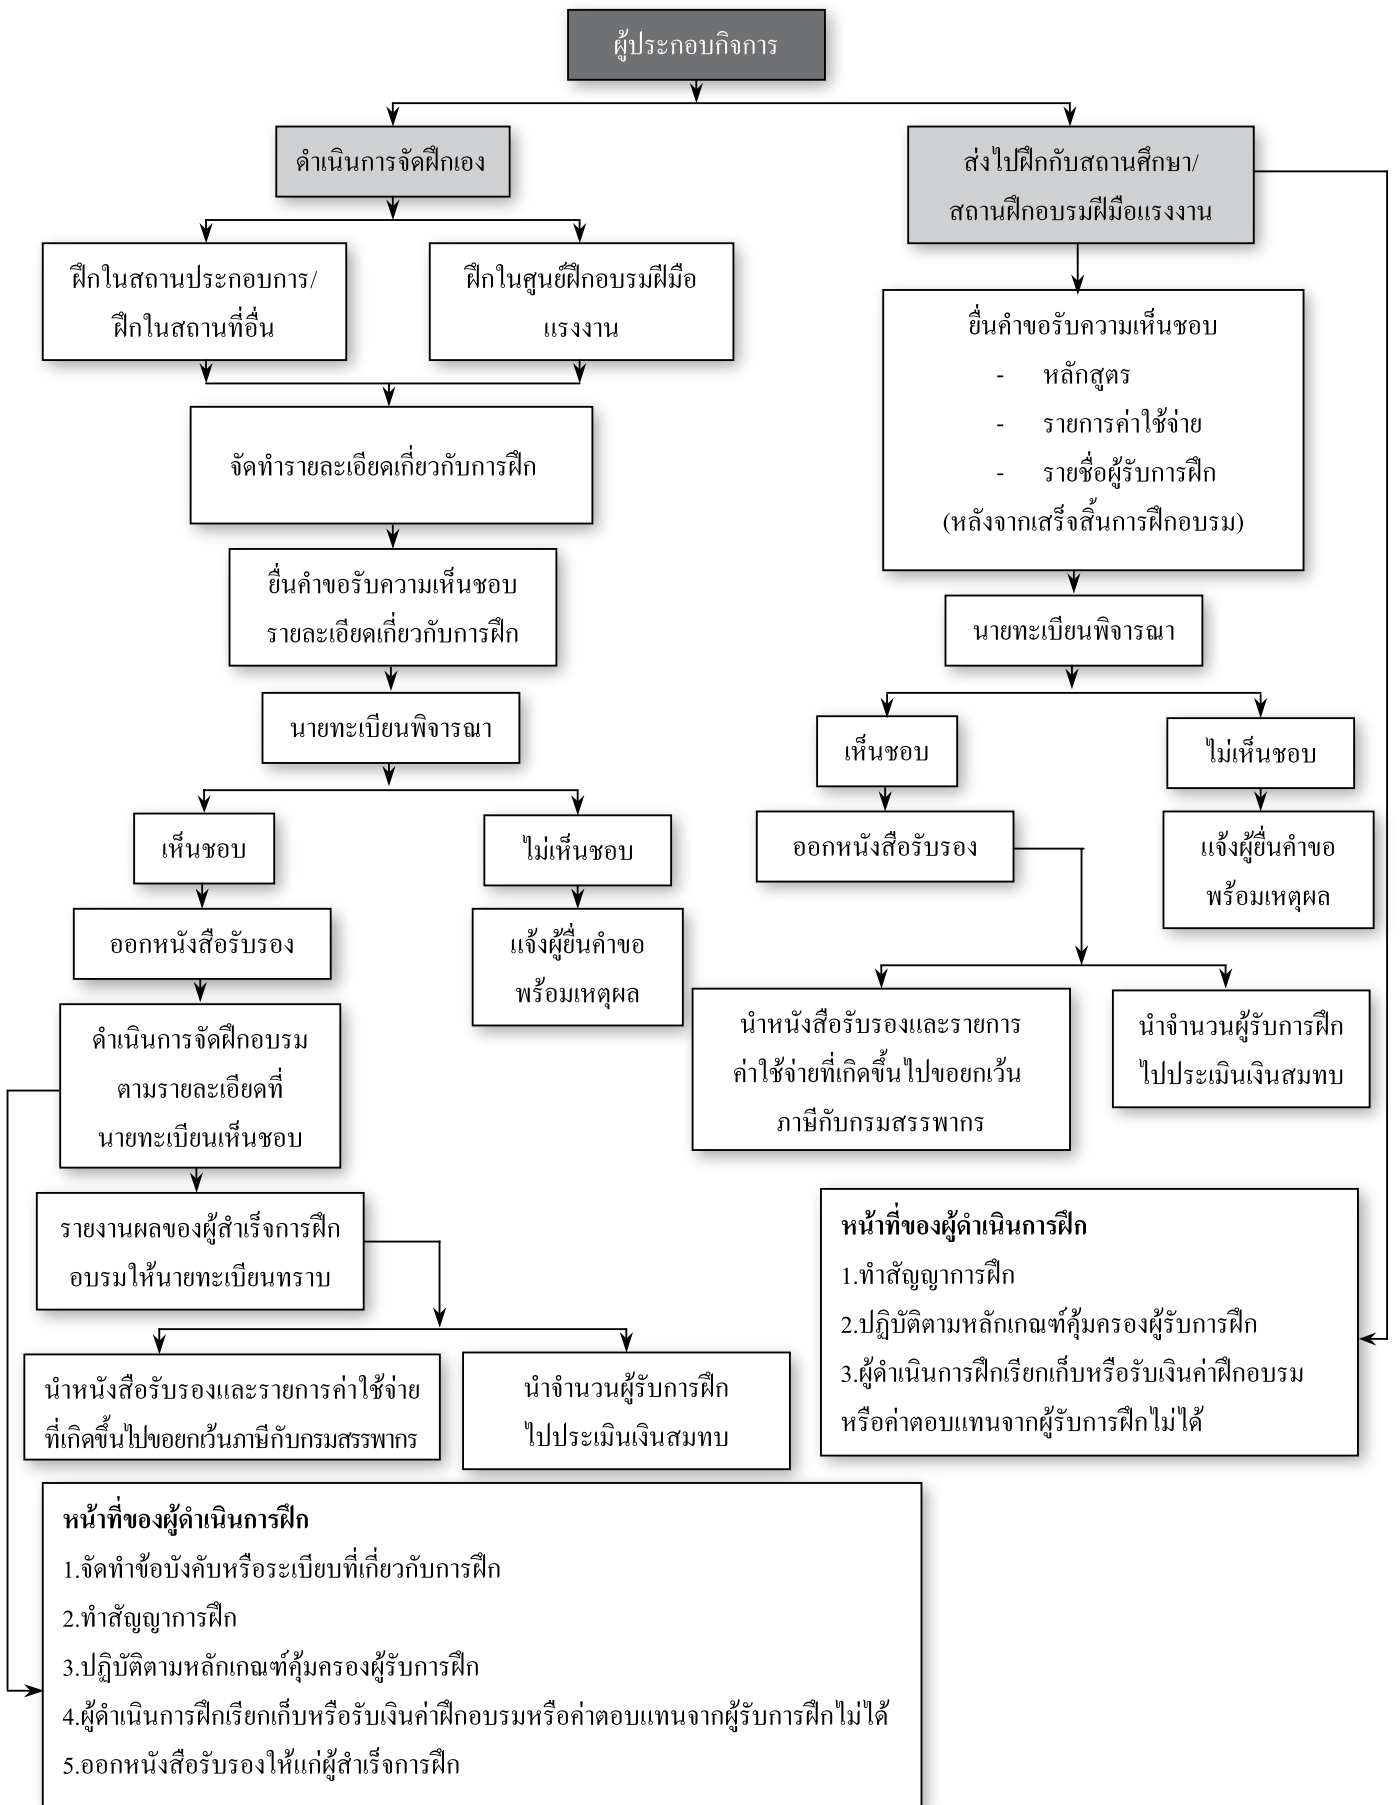 ผู้ประกอบกิจการ
ดำเนินการจัดฝึกเอง
ส่งไปฝึกกับสถานศึกษา/
สถานฝึกอบรมฝีมือแรงงาน
ฝึกในสถานประกอบการ/
ฝึกในสถานที่อื่น
ฝึกในศูนย์ฝึกอบรมฝีมือ
แรงงาน
จัดทำรายละเอียดเกี่ยวกับการฝึก
ยื่นคำขอรับความเห็นชอบ
รายละเอียดเกี่ยวกับการฝึก
นายทะเบียนพิจารณา
เห็นชอบ
ไม่เห็นชอบ
ออกหนังสือรับรอง
แจ้งผู้ยื่นคำขอ
พร้อมเหตุผล
ดำเนินการจัดฝึกอบรม
ตามรายละเอียดที่
นายทะเบียนเห็นชอบ
รายงานผลของผู้สำเร็จการฝึก
อบรมให้นายทะเบียนทราบ
นำหนังสือรับรองและรายการค่าใช้จ่าย
ที่เกิดขึ้นไปขอยกเว้นภาษีกับกรมสรรพากร
นำจำนวนผู้รับการฝึก
ไปประเมินเงินสมทบ
ยื่นคำขอรับความเห็นชอบ
- หลักสูตร
- รายการค่าใช้จ่าย
- รายชื่อผู้รับการฝึก
(หลังจากเสร็จสิ้นการฝึกอบรม)
นายทะเบียนพิจารณา
เห็นชอบ
ไม่เห็นชอบ
ออกหนังสือรับรอง
แจ้งผู้ยื่นคำขอ
พร้อมเหตุผล
นำหนังสือรับรองและรายการ
ค่าใช้จ่ายที่เกิดขึ้นไปขอยกเว้น
ภาษีกับกรมสรรพากร
นำจำนวนผู้รับการฝึก
ไปประเมินเงินสมทบ
หน้าที่ของผู้ดำเนินการฝึก
1.ทำสัญญาการฝึก
2.ปฏิบัติตามหลักเกณฑ์คุ้มครองผู้รับการฝึก
3.ผู้ดำเนินการฝึกเรียกเก็บหรือรับเงินค่าฝึกอบรม
หรือค่าตอบแทนจากผู้รับการฝึกไม่ได้
หน้าที่ของผู้ดำเนินการฝึก
1.จัดทำข้อบังคับหรือระเบียบที่เกี่ยวกับการฝึก
2.ทำสัญญาการฝึก
3.ปฏิบัติตามหลักเกณฑ์คุ้มครองผู้รับการฝึก
4.ผู้ดำเนินการฝึกเรียกเก็บหรือรับเงินค่าฝึกอบรมหรือค่าตอบแทนจากผู้รับการฝึกไม่ได้
5.ออกหนังสือรับรองให้แก่ผู้สำเร็จการฝึก